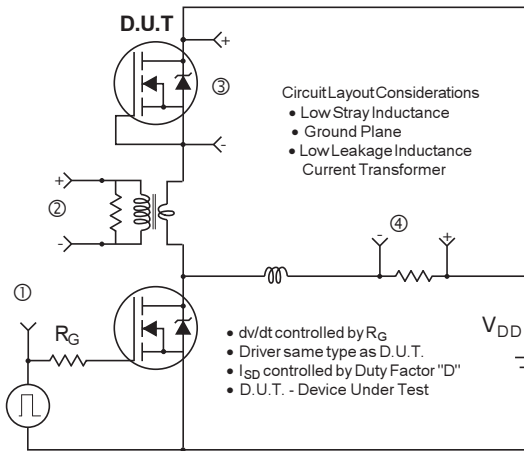 D.U.T
+
③
-
Circuit Layout Considerations
• Low Stray Inductance
• Ground Plane
• Low Leakage Inductance
Current Transformer
+
②
-
-
④
+
①
RG
VDD
• dv/dt controlled by RG
• Driver same type as D.U.T.
• ISD controlled by Duty Factor "D"
• D.U.T. - Device Under Test